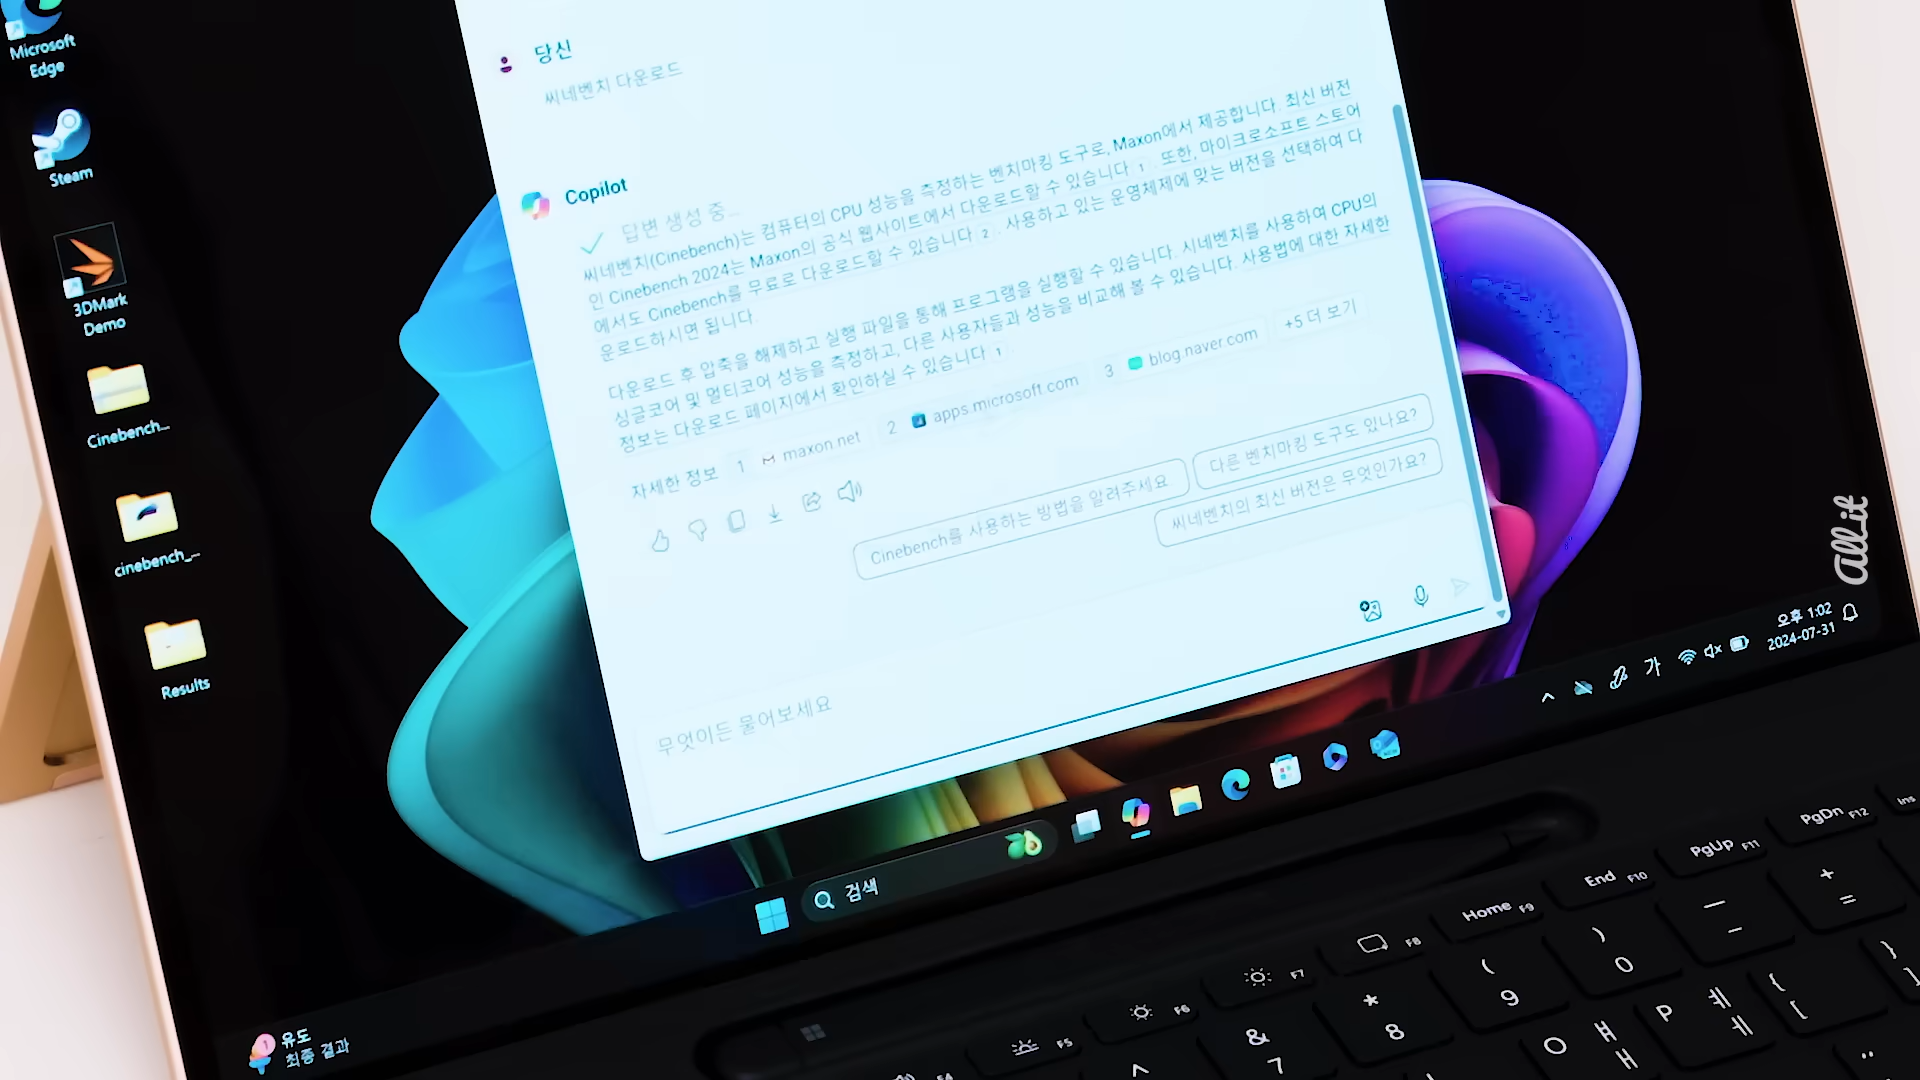 Microsoft
Edge
Steam
3DMark
Demo
Cinebench_
cinebench_...
Results
당신
씨네벤치 다운로드
Copilot
답변 생성 중...
씨네벤치(Cinebench)는 컴퓨터의 CPU 성능을 측정하는 벤치마킹 도구로, Maxon에서 제공합니다. 최신 버전
인 Cinebench 2024는 Maxon의 공식 웹사이트에서 다운로드할 수 있습니다 1 . 또한, 마이크로소프트 스토어
에서도 Cinebench를 무료로 다운로드할 수 있습니다 2 . 사용하고 있는 운영체제에 맞는 버전을 선택하여 다
운로드하시면 됩니다.
다운로드 후 압축을 해제하고 실행 파일을 통해 프로그램을 실행할 수 있습니다. 시네벤치를 사용하여 CPU의
싱글코어 및 멀티코어 성능을 측정하고, 다른 사용자들과 성능을 비교해 볼 수 있습니다. 사용법에 대한 자세한
정보는 다운로드 페이지에서 확인하실 수 있습니다 1 .
자세한 정보 1 maxon.net 2 apps.microsoft.com 3 blog.naver.com +5 더 보기
Cinebench를 사용하는 방법을 알려주세요
다른 벤치마킹 도구도 있나요?
씨네벤치의 최신 버전은 무엇인가요?
무엇이든 물어보세요
검색
가
오후 1:02
2024-07-31
Allit
1
유도
최종 결과
F5 F6 F7 F8 Home F9 End F10 PgUp F11 PgDn F12 Ins
^ & 7 * 8 ( 9 ) 0 — - + =
O ㅒ ㅐ P ㅖ ㅔ { [ } ]